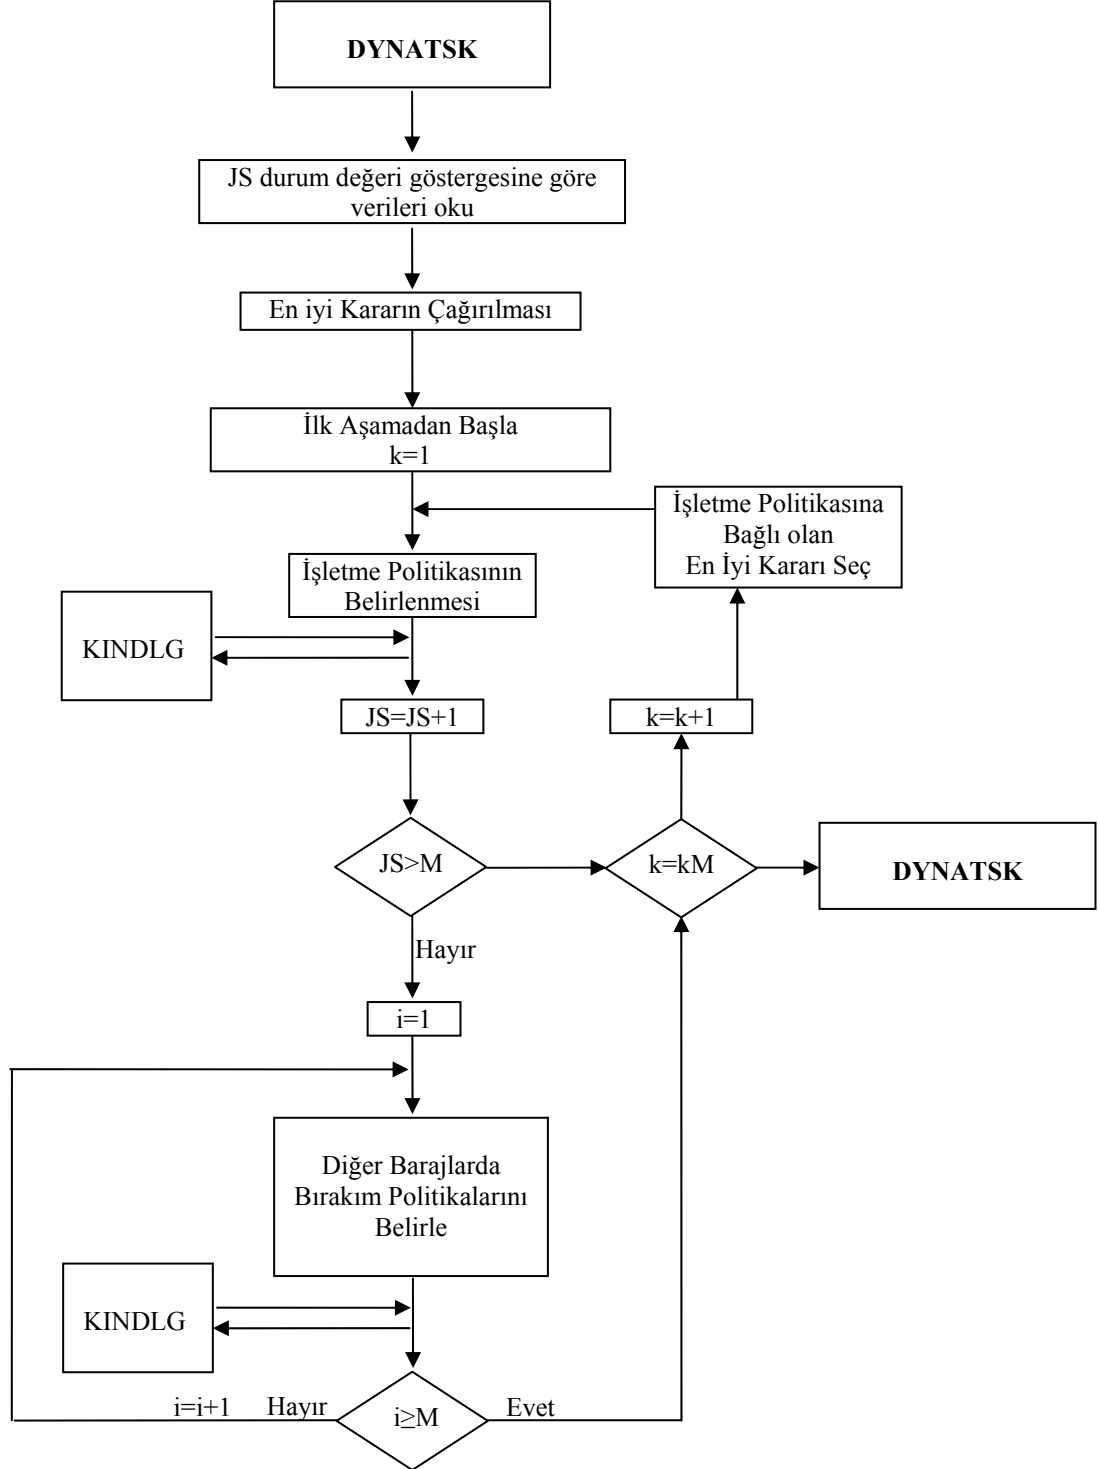 DYNATSK
JS durum değeri göstergesine göre
verileri oku
En iyi Kararın Çağırılması
İlk Aşamadan Başla
k=1
İşletme Politikasına
Bağlı olan
En İyi Kararı Seç
İşletme Politikasının
Belirlenmesi
KINDLG
JS=JS+1
k=k+1
JS>M
k=kM
DYNATSK
Hayır
i=1
Diğer Barajlarda
Bırakım Politikalarını
Belirle
KINDLG
i=i+1
Hayır
i≥M
Evet